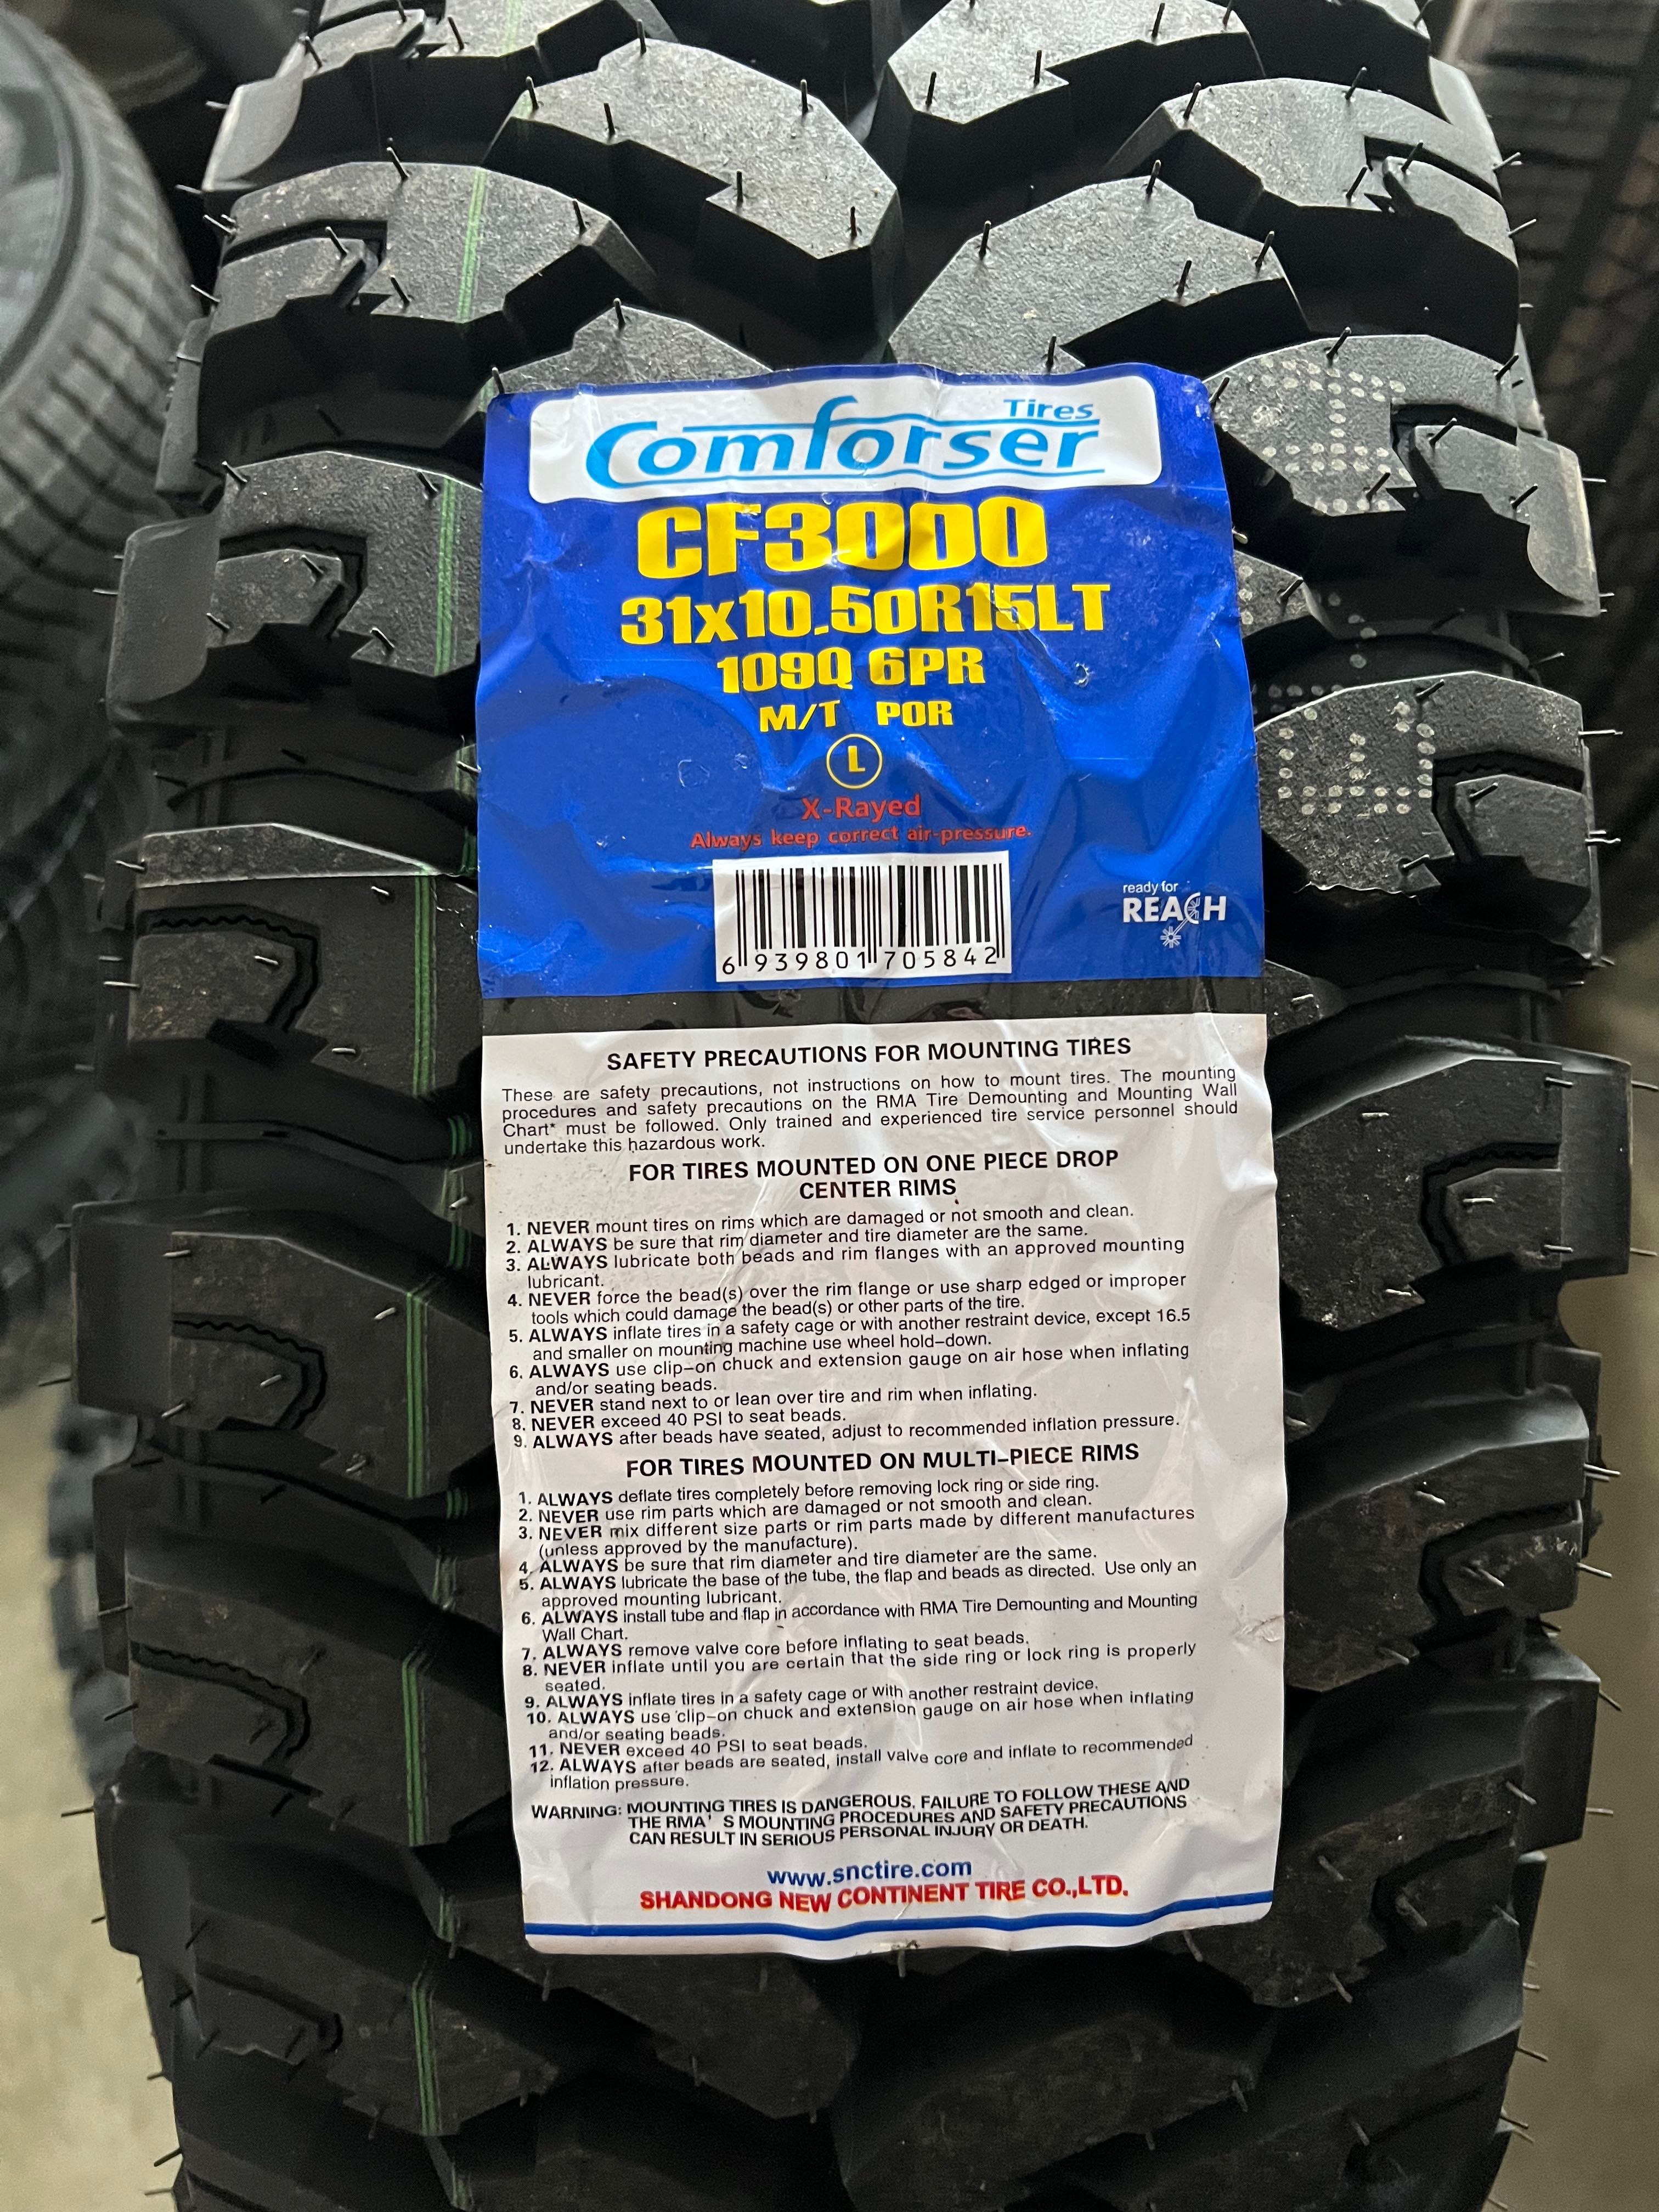 Tires
Comforser
CF3000
31x10.50R15LT
109Q 6PR
M/T POR
L
X-Rayed
Always keep correct air-pressure.
6 939801 705842
ready for
REACH
SAFETY PRECAUTIONS FOR MOUNTING TIRES
These are safety precautions, not instructions on how to mount tires. The mounting
procedures and safety precautions on the RMA Tire Demounting and Mounting Wall
Chart* must be followed. Only trained and experienced tire service personnel should
undertake this hazardous work.
FOR TIRES MOUNTED ON ONE PIECE DROP
CENTER RIMS
1. NEVER mount tires on rims which are damaged or not smooth and clean.
2. ALWAYS be sure that rim diameter and tire diameter are the same.
3. ALWAYS lubricate both beads and rim flanges with an approved mounting
lubricant.
4. NEVER force the bead(s) over the rim flange or use sharp edged or improper
tools which could damage the bead(s) or other parts of the tire.
5. ALWAYS inflate tires in a safety cage or with another restraint device, except 16.5
and smaller on mounting machine use wheel hold-down.
6. ALWAYS use clip-on chuck and extension gauge on air hose when inflating
and/or seating beads.
7. NEVER stand next to or lean over tire and rim when inflating.
8. NEVER exceed 40 PSI to seat beads.
9. ALWAYS after beads have seated, adjust to recommended inflation pressure.
FOR TIRES MOUNTED ON MULTI-PIECE RIMS
1. ALWAYS deflate tires completely before removing lock ring or side ring.
2. NEVER use rim parts which are damaged or not smooth and clean.
3. NEVER mix different size parts or rim parts made by different manufactures
(unless approved by the manufacture).
4. ALWAYS be sure that rim diameter and tire diameter are the same.
5. ALWAYS lubricate the base of the tube, the flap and beads as directed. Use only an
approved mounting lubricant.
6. ALWAYS install tube and flap in accordance with RMA Tire Demounting and Mounting
Wall Chart.
7. ALWAYS remove valve core before inflating to seat beads.
8. NEVER inflate until you are certain that the side ring or lock ring is properly
seated.
9. ALWAYS inflate tires in a safety cage or with another restraint device.
10. ALWAYS use clip-on chuck and extension gauge on air hose when inflating
and/or seating beads.
11. NEVER exceed 40 PSI to seat beads.
12. ALWAYS after beads are seated, install valve core and inflate to recommended
inflation pressure.
WARNING: MOUNTING TIRES IS DANGEROUS. FAILURE TO FOLLOW THESE AND
THE RMA' S MOUNTING PROCEDURES AND SAFETY PRECAUTIONS
CAN RESULT IN SERIOUS PERSONAL INJURY OR DEATH.
www.snctire.com
SHANDONG NEW CONTINENT TIRE CO.,LTD.